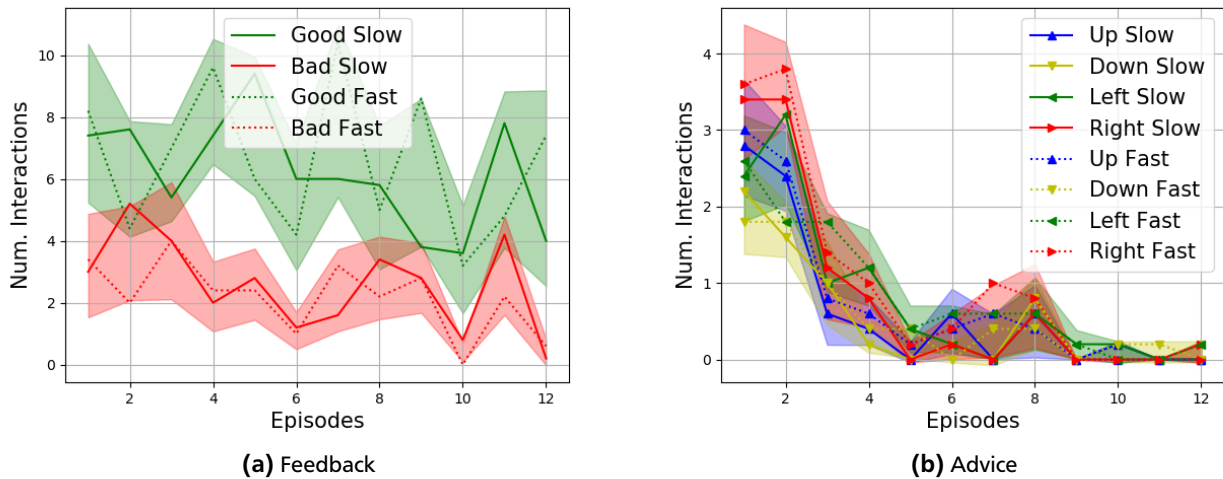 Num. Interactions
10
8
6
4
2
0
Good Slow
Bad Slow
Good Fast
Bad Fast
2
4
6
8
10
12
Episodes
(a) Feedback
Num. Interactions
4
3
2
1
0
Up Slow
Down Slow
Left Slow
Right Slow
Up Fast
Down Fast
Left Fast
Right Fast
2
4
6
8
10
12
Episodes
(b) Advice